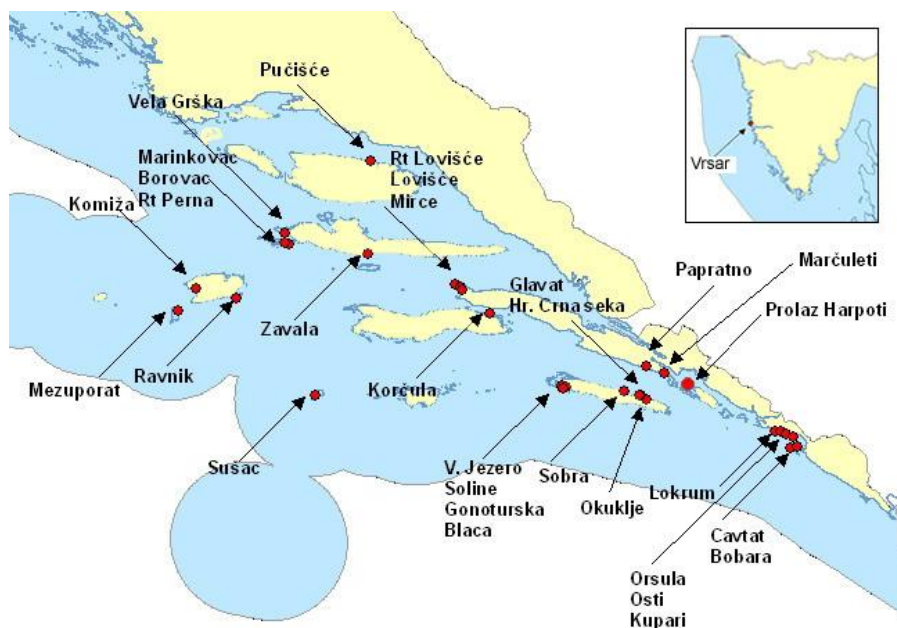 Pučišće
Vela Grška
Marinkovac
Borovac
Rt Perna
Komiža
Rt Lovišće
Lovišće
Mirce
Vrsar
Glavat
Hr. Crna seka
Papratno
Marčuleti
Prolaz Harpoti
Zavala
Ravnik
Mezuporat
Korčula
Sušac
V. Jezero
Soline
Gonoturska
Blaca
Sobra
Okuklje
Lokrum
Cavtat
Bobara
Orsula
Osti
Kupari